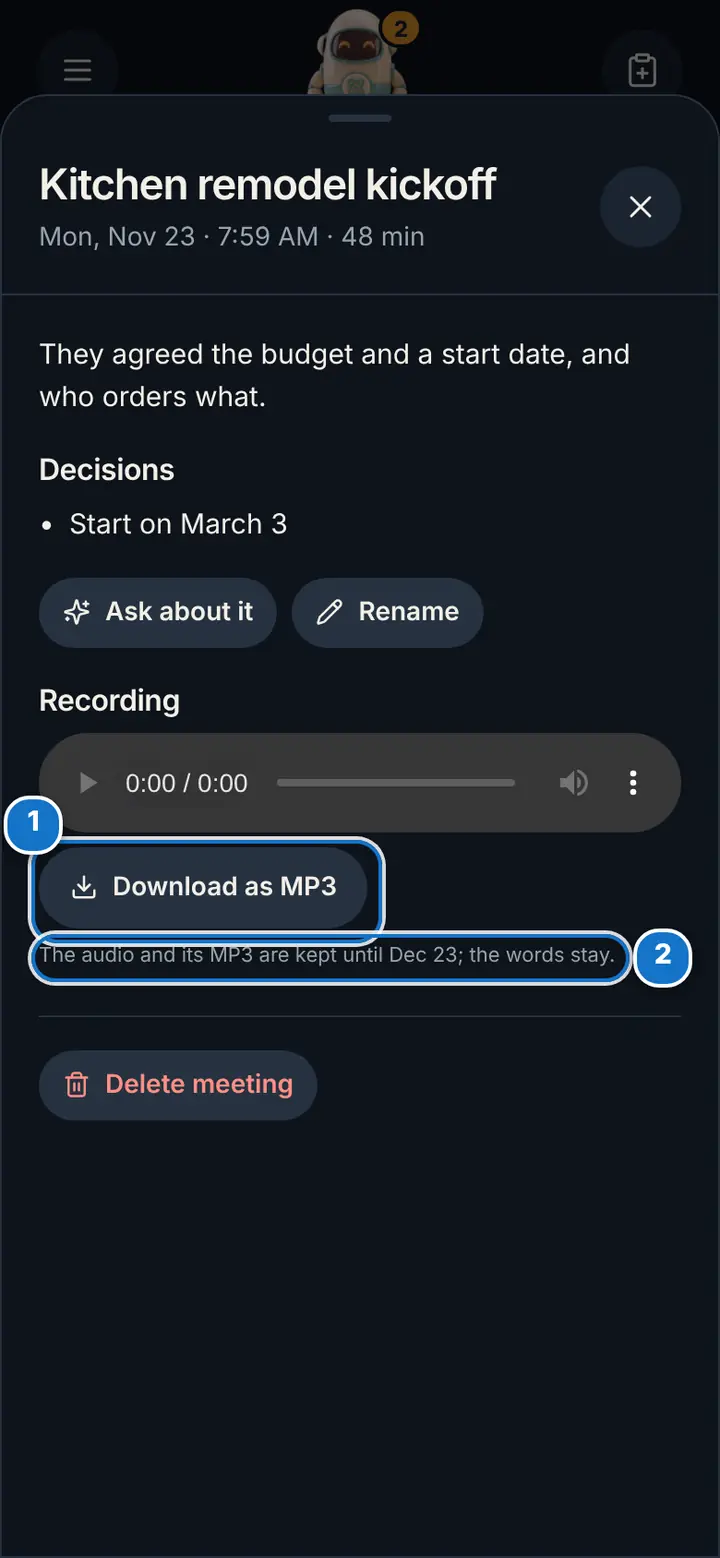 2
Kitchen remodel kickoff
Mon, Nov 23 · 7:59 AM · 48 min
They agreed the budget and a start date, and
who orders what.
Decisions
• Start on March 3
Ask about it
Rename
Recording
0:00 / 0:00
1
Download as MP3
The audio and its MP3 are kept until Dec 23; the words stay.
2
Delete meeting